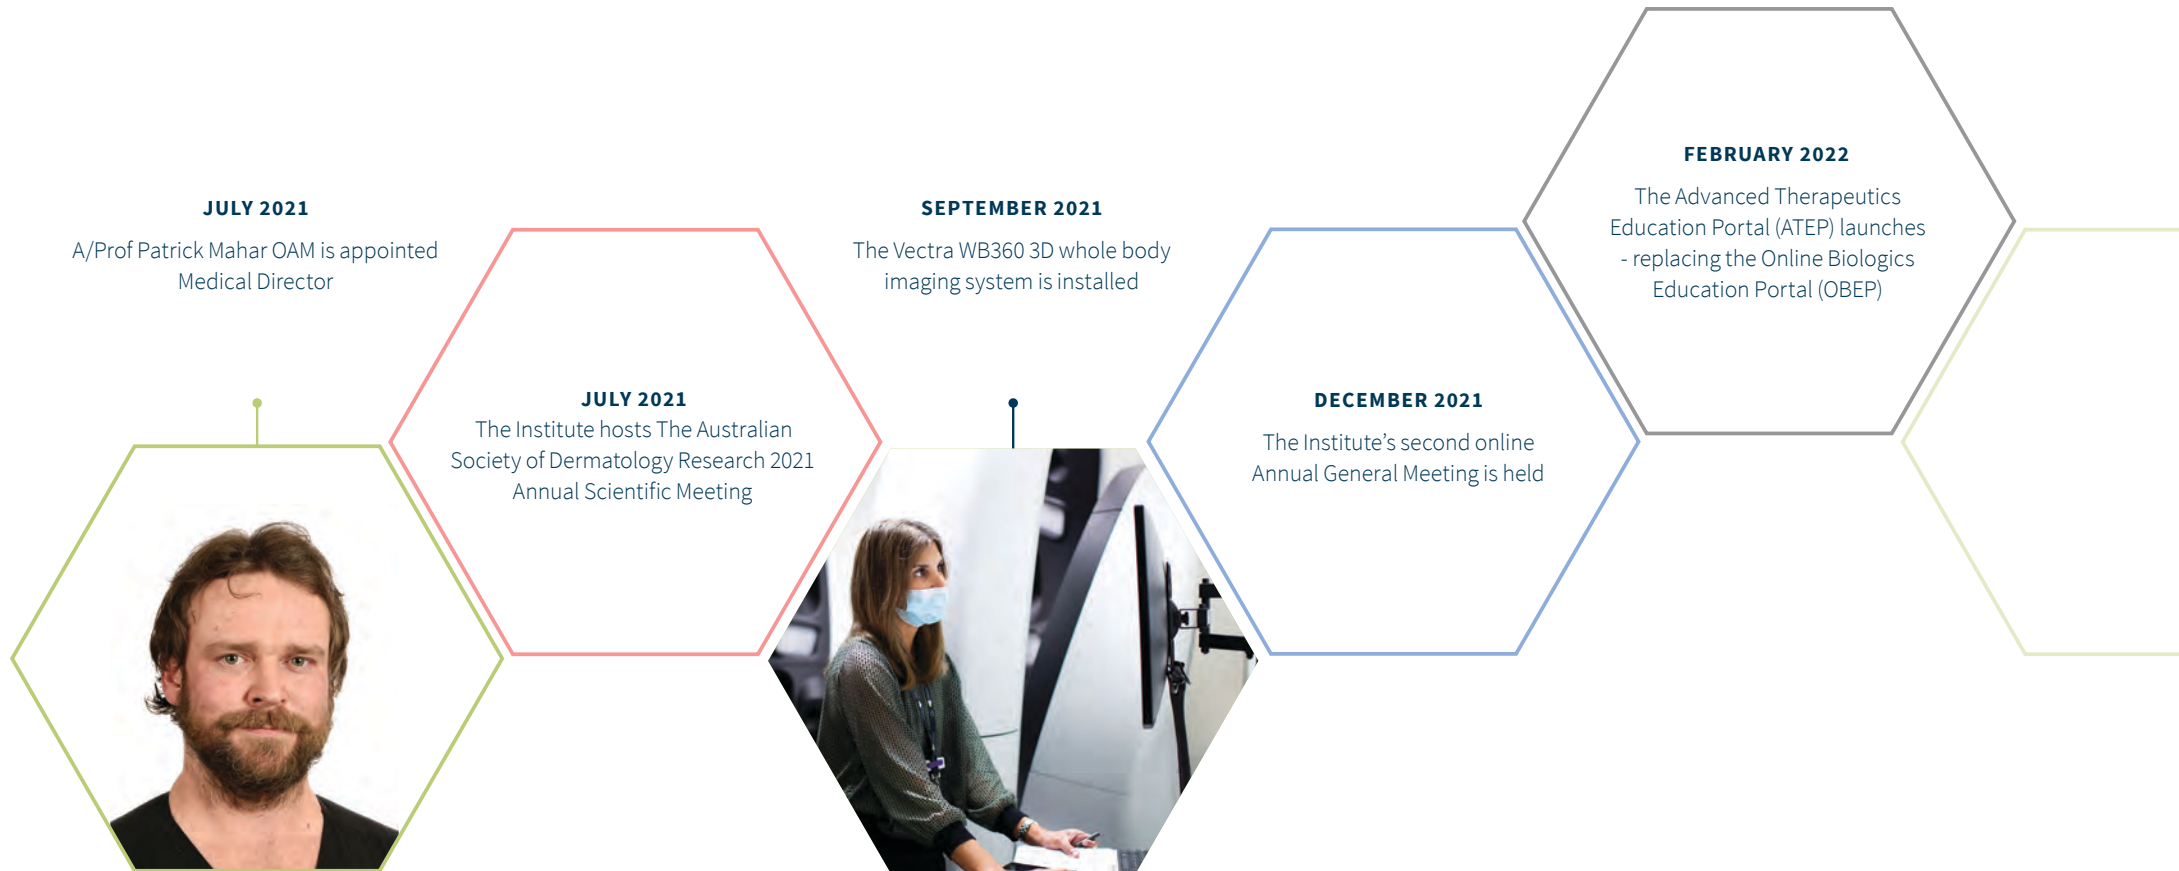 JULY 2021
A/Prof Patrick Mahar OAM is appointed
Medical Director
JULY 2021
The Institute hosts The Australian
Society of Dermatology Research 2021
Annual Scientific Meeting
SEPTEMBER 2021
The Vectra WB360 3D whole body
imaging system is installed
DECEMBER 2021
The Institute’s second online
Annual General Meeting is held
FEBRUARY 2022
The Advanced Therapeutics
Education Portal (ATEP) launches
- replacing the Online Biologics
Education Portal (OBEP)